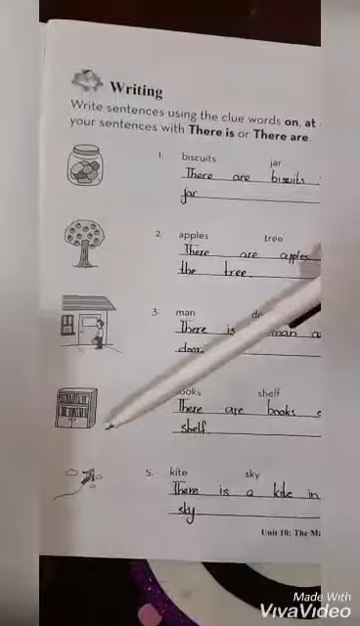 Writing
Write sentences using the clue words on, at
your sentences with There is or There are
1. biscuits jar
There are biscuits
jar
2. apples tree
There are apples
the tree.
3. man
There is man
door.
books shelf
There are books
shelf.
5. kite sky
There is a kite in
sky
Unit 10: The
Made With
VivaVideo